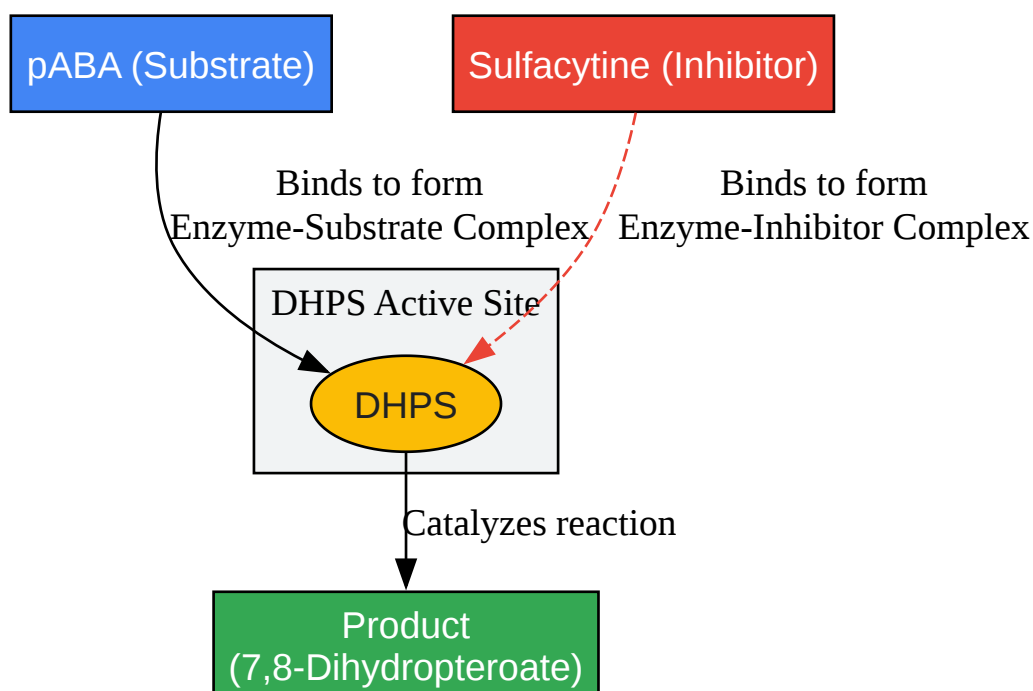 pABA (Substrate)
Sulfacytine (Inhibitor)
Binds to form
Enzyme-Substrate Complex
Binds to form
Enzyme-Inhibitor Complex
DHPS Active Site
DHPS
Catalyzes reaction
Product
(7,8-Dihydropteroate)